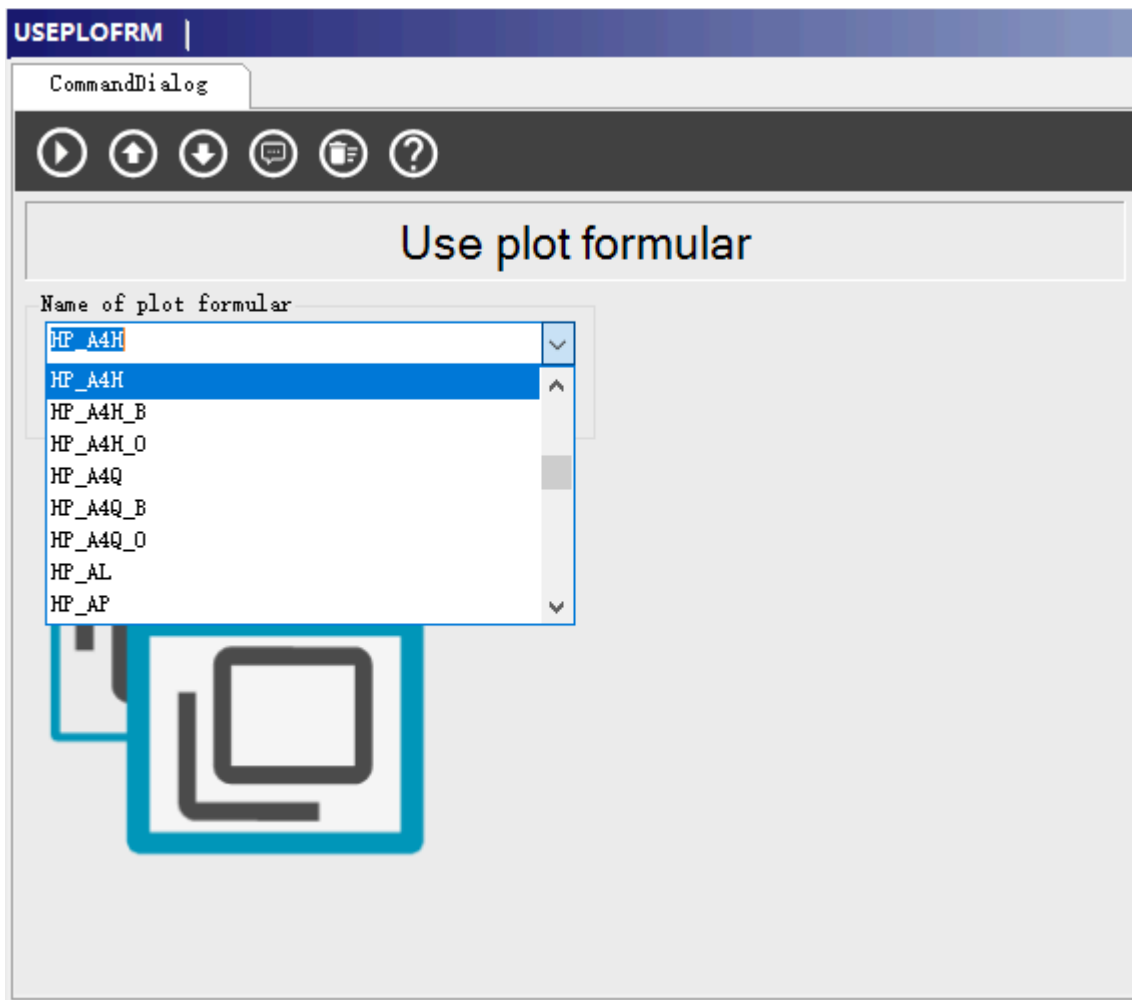 USEPLOFRM
CommandDialog
Use plot formular
Name of plot formular
HP_A4H
HP_A4H
HP_A4H_B
HP_A4H_O
HP_A4Q
HP_A4Q_B
HP_A4Q_O
HP_AL
HP_AP